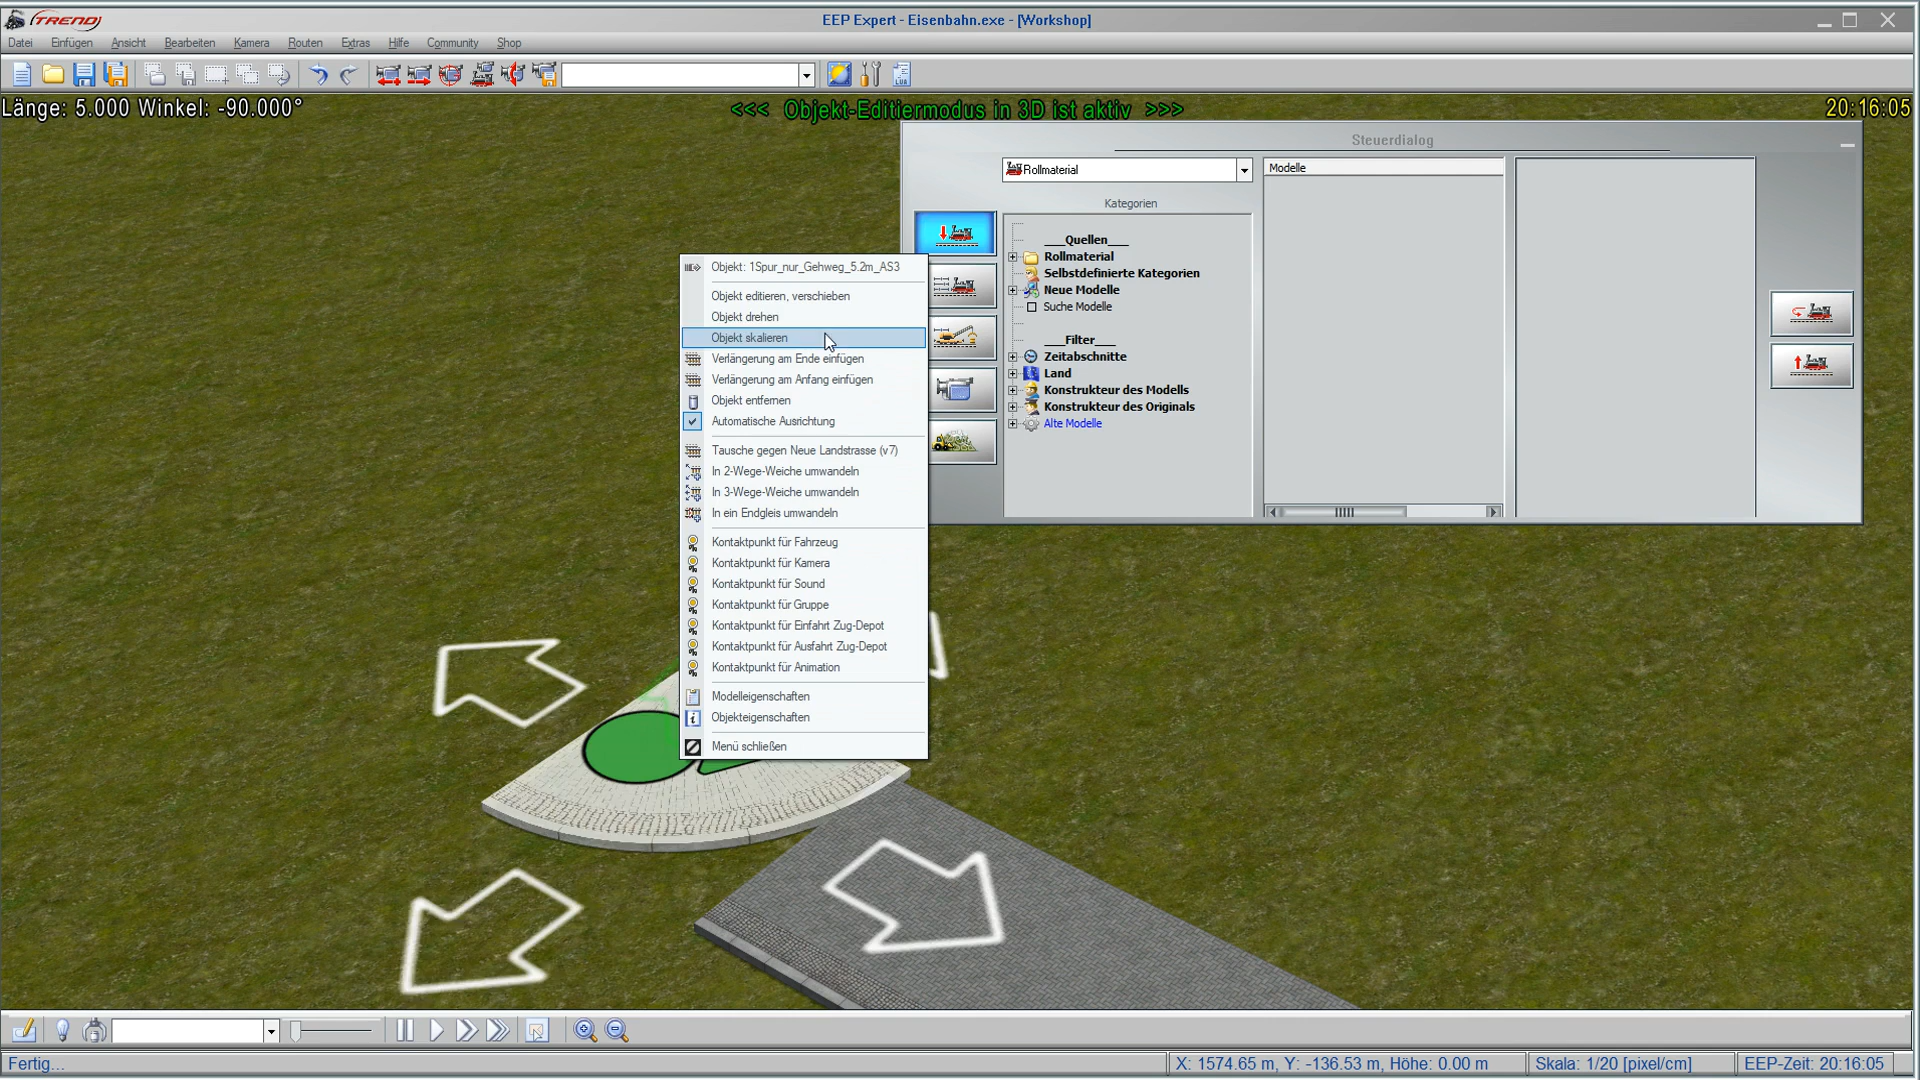 TREND
EEP Expert - Eisenbahn.exe - [Workshop]
Datei Einfügen Ansicht Bearbeiten Kamera Routen Extras Hilfe Community Shop
Länge: 5.000 Winkel: -90.000°
<<< Objekt-Editiermodus in 3D ist aktiv >>>
20:16:05
Steuerdialog
Rollmaterial
Modelle
Kategorien
___Quellen___
Rollmaterial
Selbstdefinierte Kategorien
Neue Modelle
Suche Modelle
___Filter___
Zeitabschnitte
Land
Konstrukteur des Modells
Konstrukteur des Originals
Alte Modelle
Objekt: 1Spur_nur_Gehweg_5.2m_AS3
Objekt editieren, verschieben
Objekt drehen
Objekt skalieren
Verlängerung am Ende einfügen
Verlängerung am Anfang einfügen
Objekt entfernen
Automatische Ausrichtung
Tausche gegen Neue Landstrasse (v7)
In 2-Wege-Weiche umwandeln
In 3-Wege-Weiche umwandeln
In ein Endgleis umwandeln
Kontaktpunkt für Fahrzeug
Kontaktpunkt für Kamera
Kontaktpunkt für Sound
Kontaktpunkt für Gruppe
Kontaktpunkt für Einfahrt Zug-Depot
Kontaktpunkt für Ausfahrt Zug-Depot
Kontaktpunkt für Animation
Modelleigenschaften
Objekteigenschaften
Menü schließen
Fertig...
X: 1574.65 m, Y: -136.53 m, Höhe: 0.00 m
Skala: 1/20 [pixel/cm]
EEP-Zeit: 20:16:05